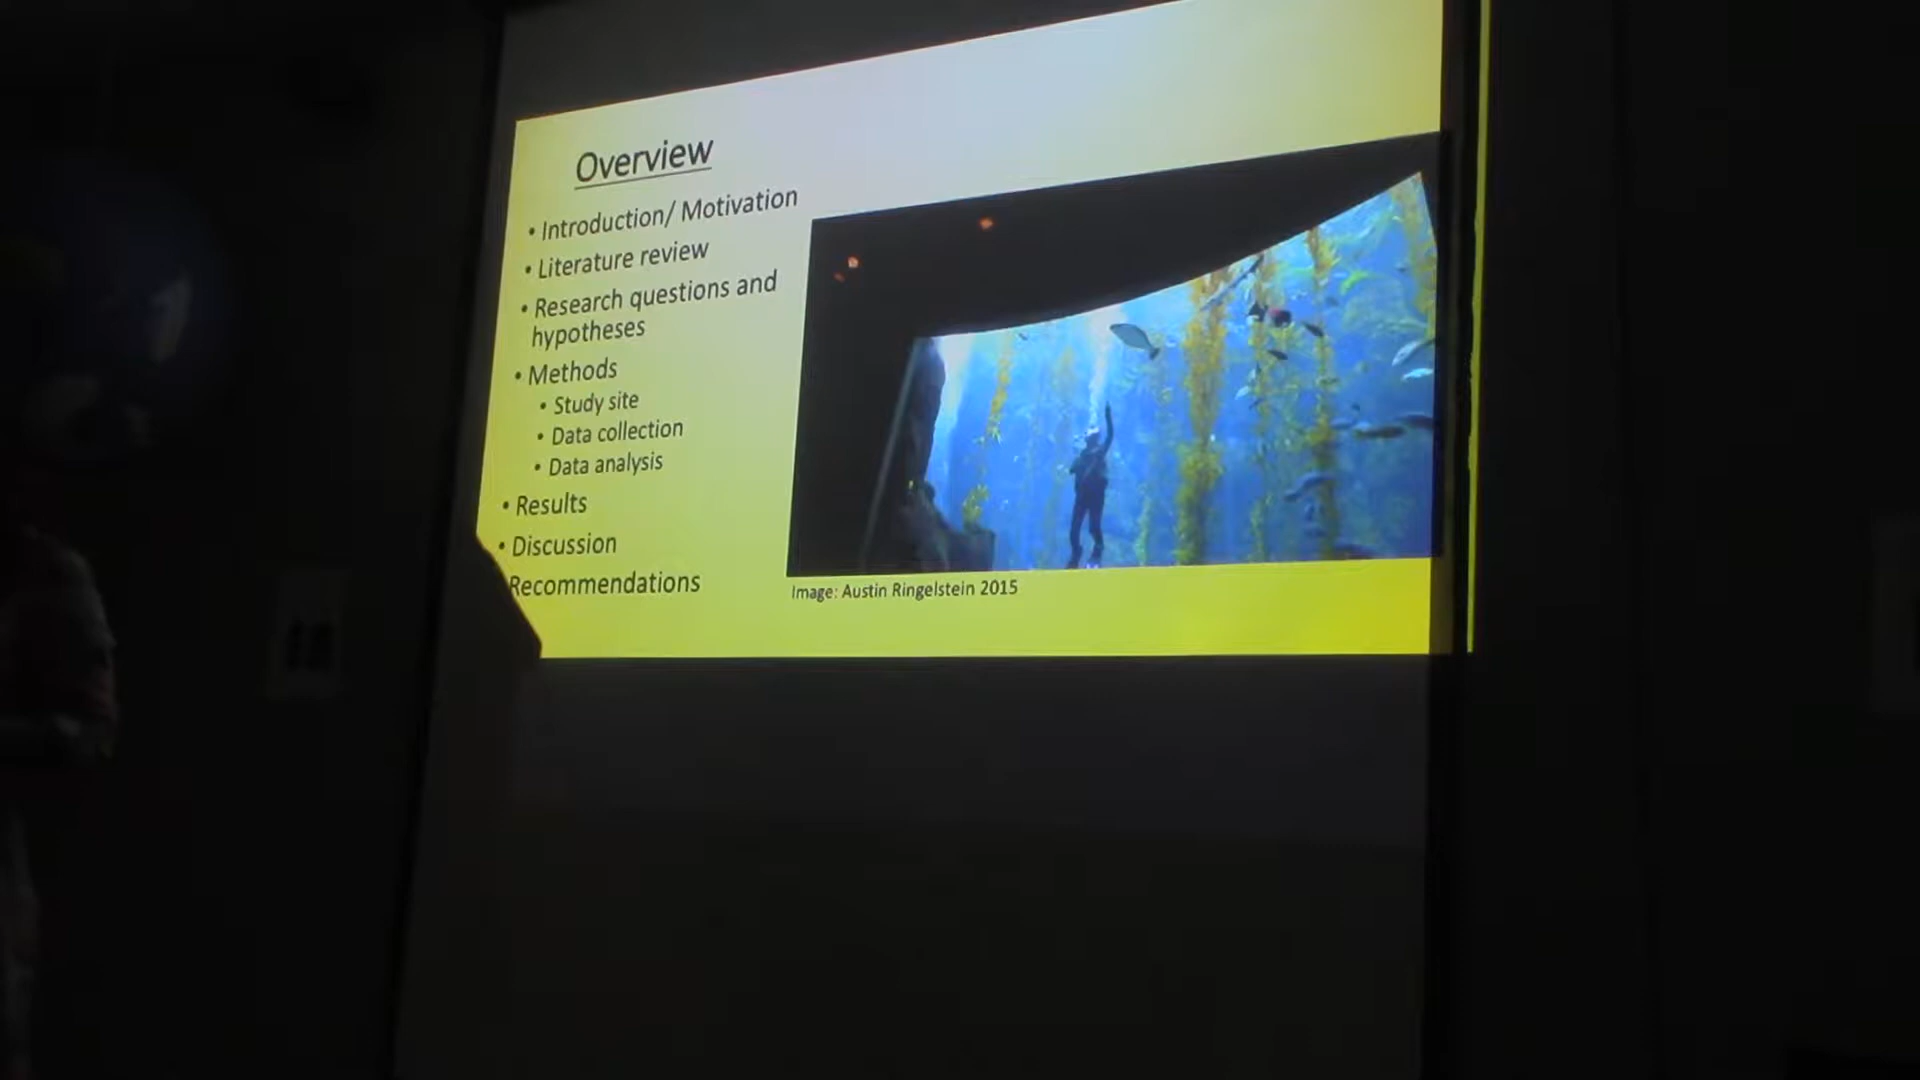 Overview
• Introduction/ Motivation
• Literature review
• Research questions and
hypotheses
• Methods
• Study site
• Data collection
• Data analysis
• Results
• Discussion
Recommendations
Image: Austin Ringelstein 2015